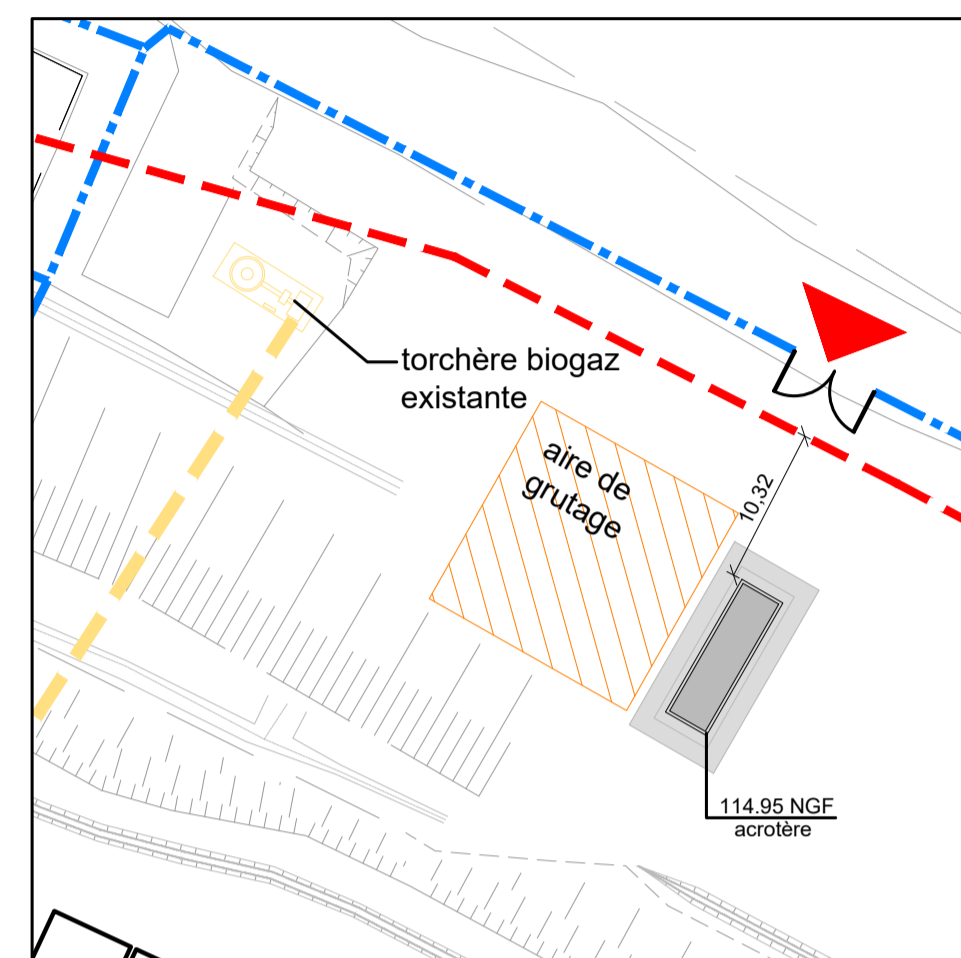 torchère biogaz
existante
aire de
grutage
10,32
114.95 NGF
acrotère